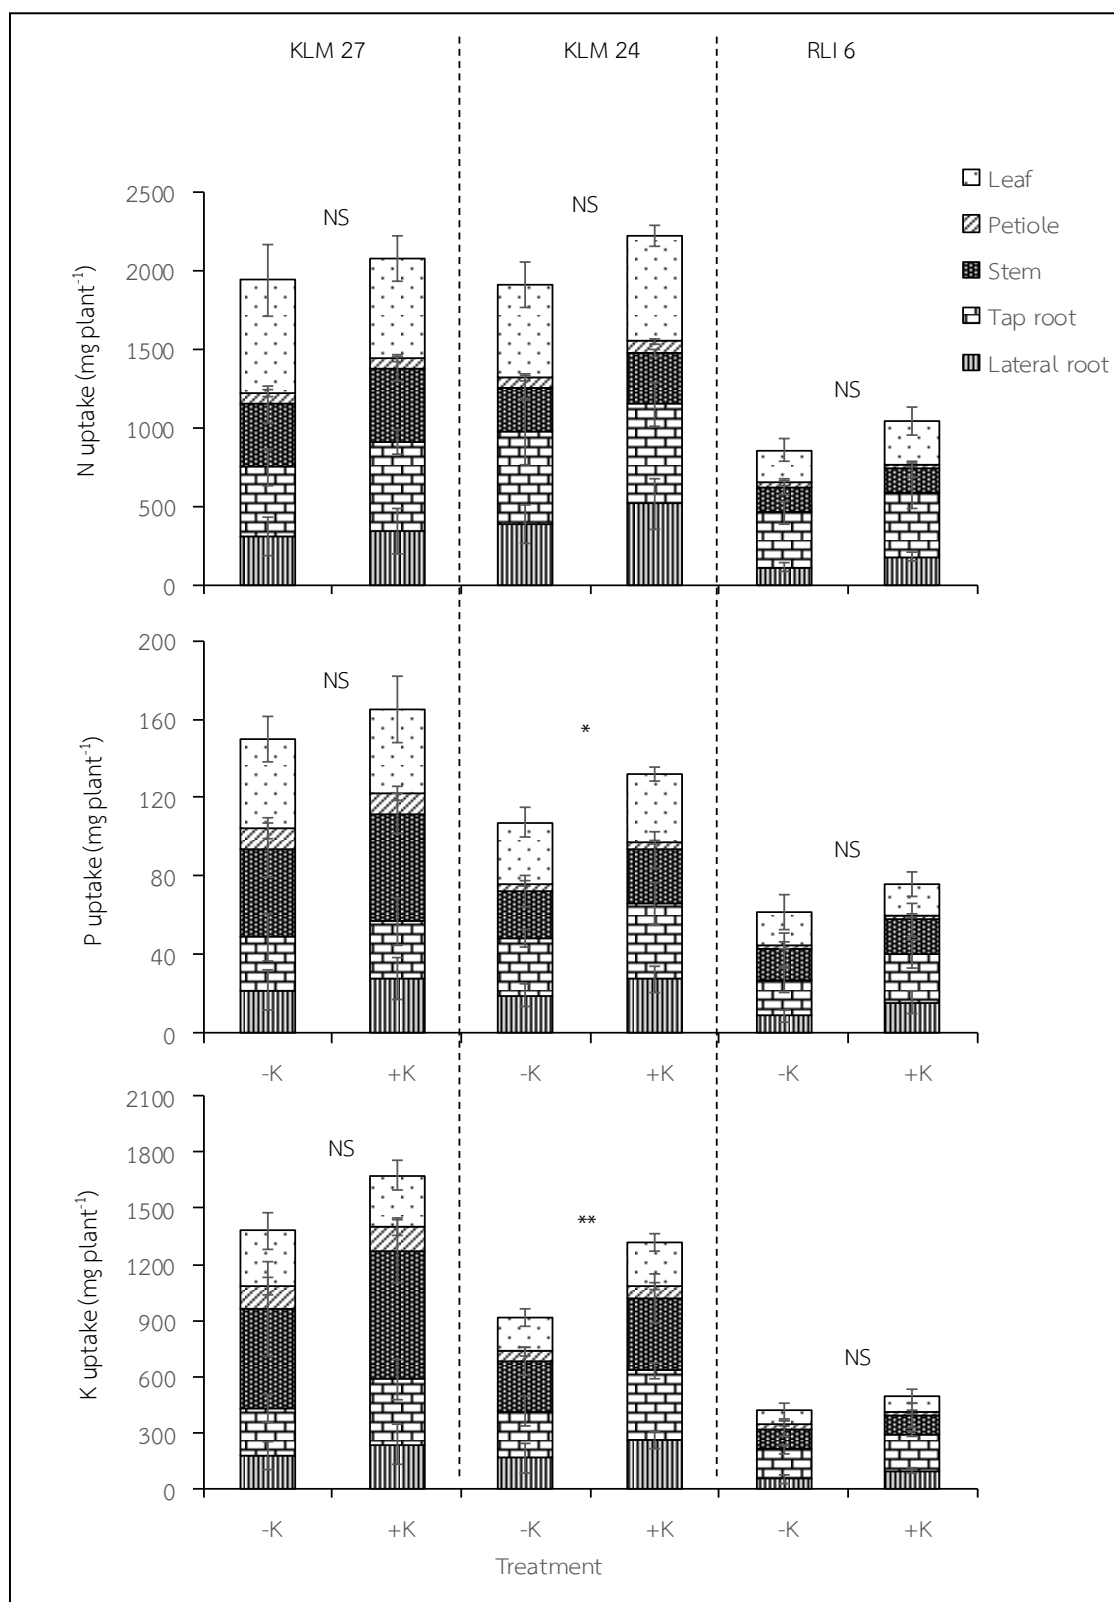 KLM 27 KLM 24 RLI 6
Leaf
Petiole
Stem
Tap root
Lateral root
N uptake (mg plant-1)
2500
2000
1500
1000
500
0
NS NS NS
P uptake (mg plant-1)
200
160
120
80
40
0
NS * NS
-K +K -K +K -K +K
K uptake (mg plant-1)
2100
1800
1500
1200
900
600
300
0
NS ** NS
-K +K -K +K -K +K
Treatment